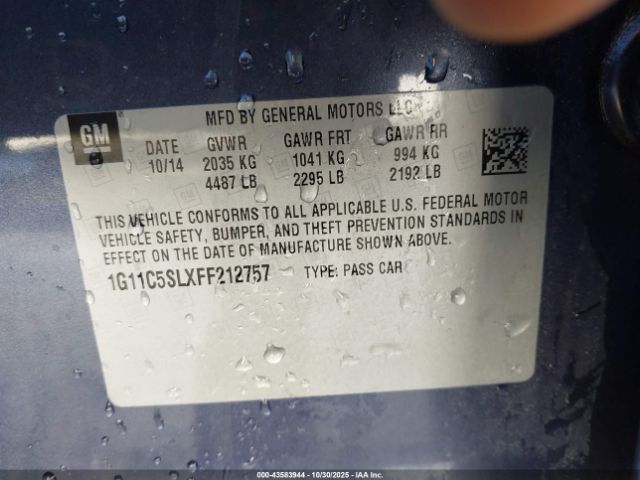 GM
MFD BY GENERAL MOTORS LLC
DATE GVWR GAWR FRT GAWR RR
10/14 2035 KG 1041 KG 994 KG
4487 LB 2295 LB 2192 LB
THIS VEHICLE CONFORMS TO ALL APPLICABLE U.S. FEDERAL MOTOR
VEHICLE SAFETY, BUMPER, AND THEFT PREVENTION STANDARDS IN
EFFECT ON THE DATE OF MANUFACTURE SHOWN ABOVE.
1G11C5SLXFF212757 TYPE: PASS CAR
000-43583944 - 10/30/2025 - IAAI.COM